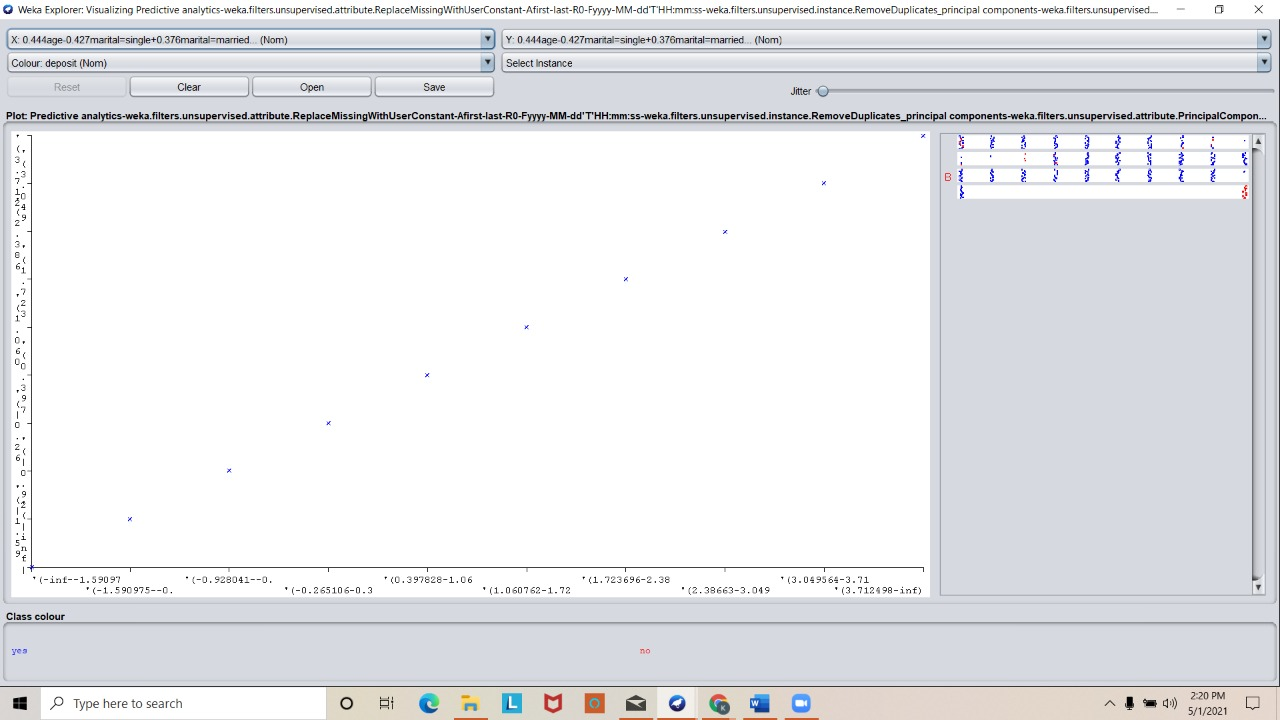 Weka Explorer: Visualizing Predictive analytics-weka.filters.unsupervised.attribute.ReplaceMissingWithUserConstant-Afirst-last-R0-Fyyyy-MM-dd'T'HH:mm:ss-weka.filters.unsupervised.instance.RemoveDuplicates_principal components-weka.filters.unsupervised....
X: 0.444age-0.427marital=single+0.376marital=married... (Nom)
Y: 0.444age-0.427marital=single+0.376marital=married... (Nom)
Colour: deposit (Nom)
Select Instance
Reset
Clear
Open
Save
Jitter
Plot: Predictive analytics-weka.filters.unsupervised.attribute.ReplaceMissingWithUserConstant-Afirst-last-R0-Fyyyy-MM-dd'T'HH:mm:ss-weka.filters.unsupervised.instance.RemoveDuplicates_principal components-weka.filters.unsupervised.attribute.PrincipalCompon...
B
'(-inf--1.59097
'(-0.928041--0.
'(0.397828-1.06
'(1.723696-2.38
'(3.049564-3.71
'(-1.590975--0.
'(-0.265106-0.3
'(1.060762-1.72
'(2.38663-3.049
'(3.712498-inf)
Class colour
yes
no
Type here to search
2:20 PM
5/1/2021